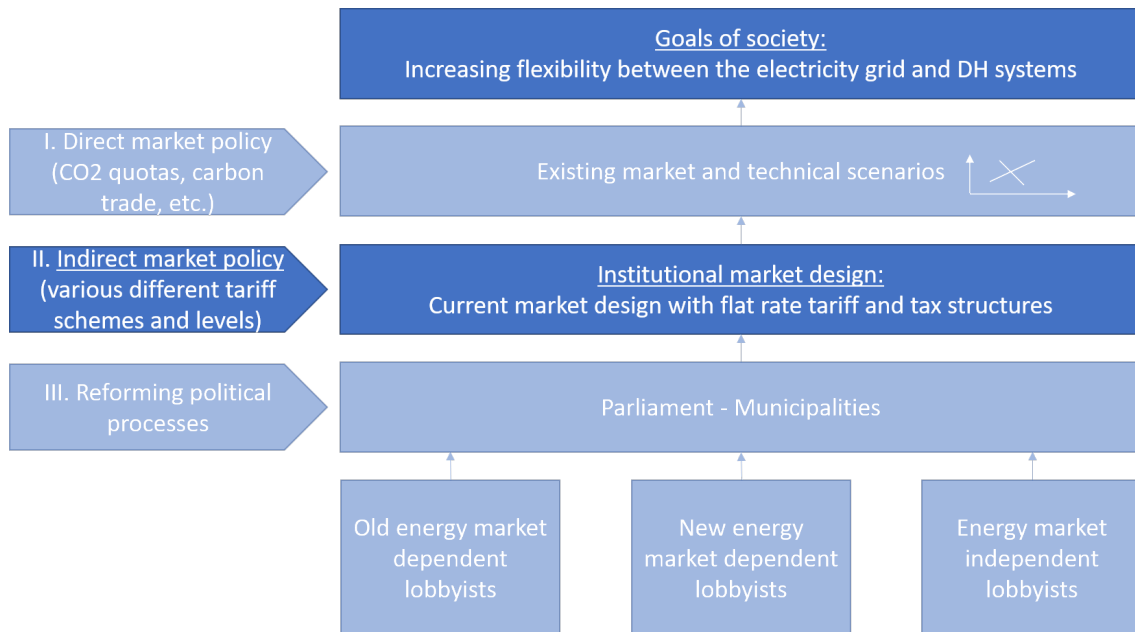 Goals of society:
Increasing flexibility between the electricity grid and DH systems
I. Direct market policy
(CO2 quotas, carbon
trade, etc.)
Existing market and technical scenarios
II. Indirect market policy
(various different tariff
schemes and levels)
Institutional market design:
Current market design with flat rate tariff and tax structures
III. Reforming political
processes
Parliament - Municipalities
Old energy market
dependent
lobbyists
New energy
market dependent
lobbyists
Energy market
independent
lobbyists